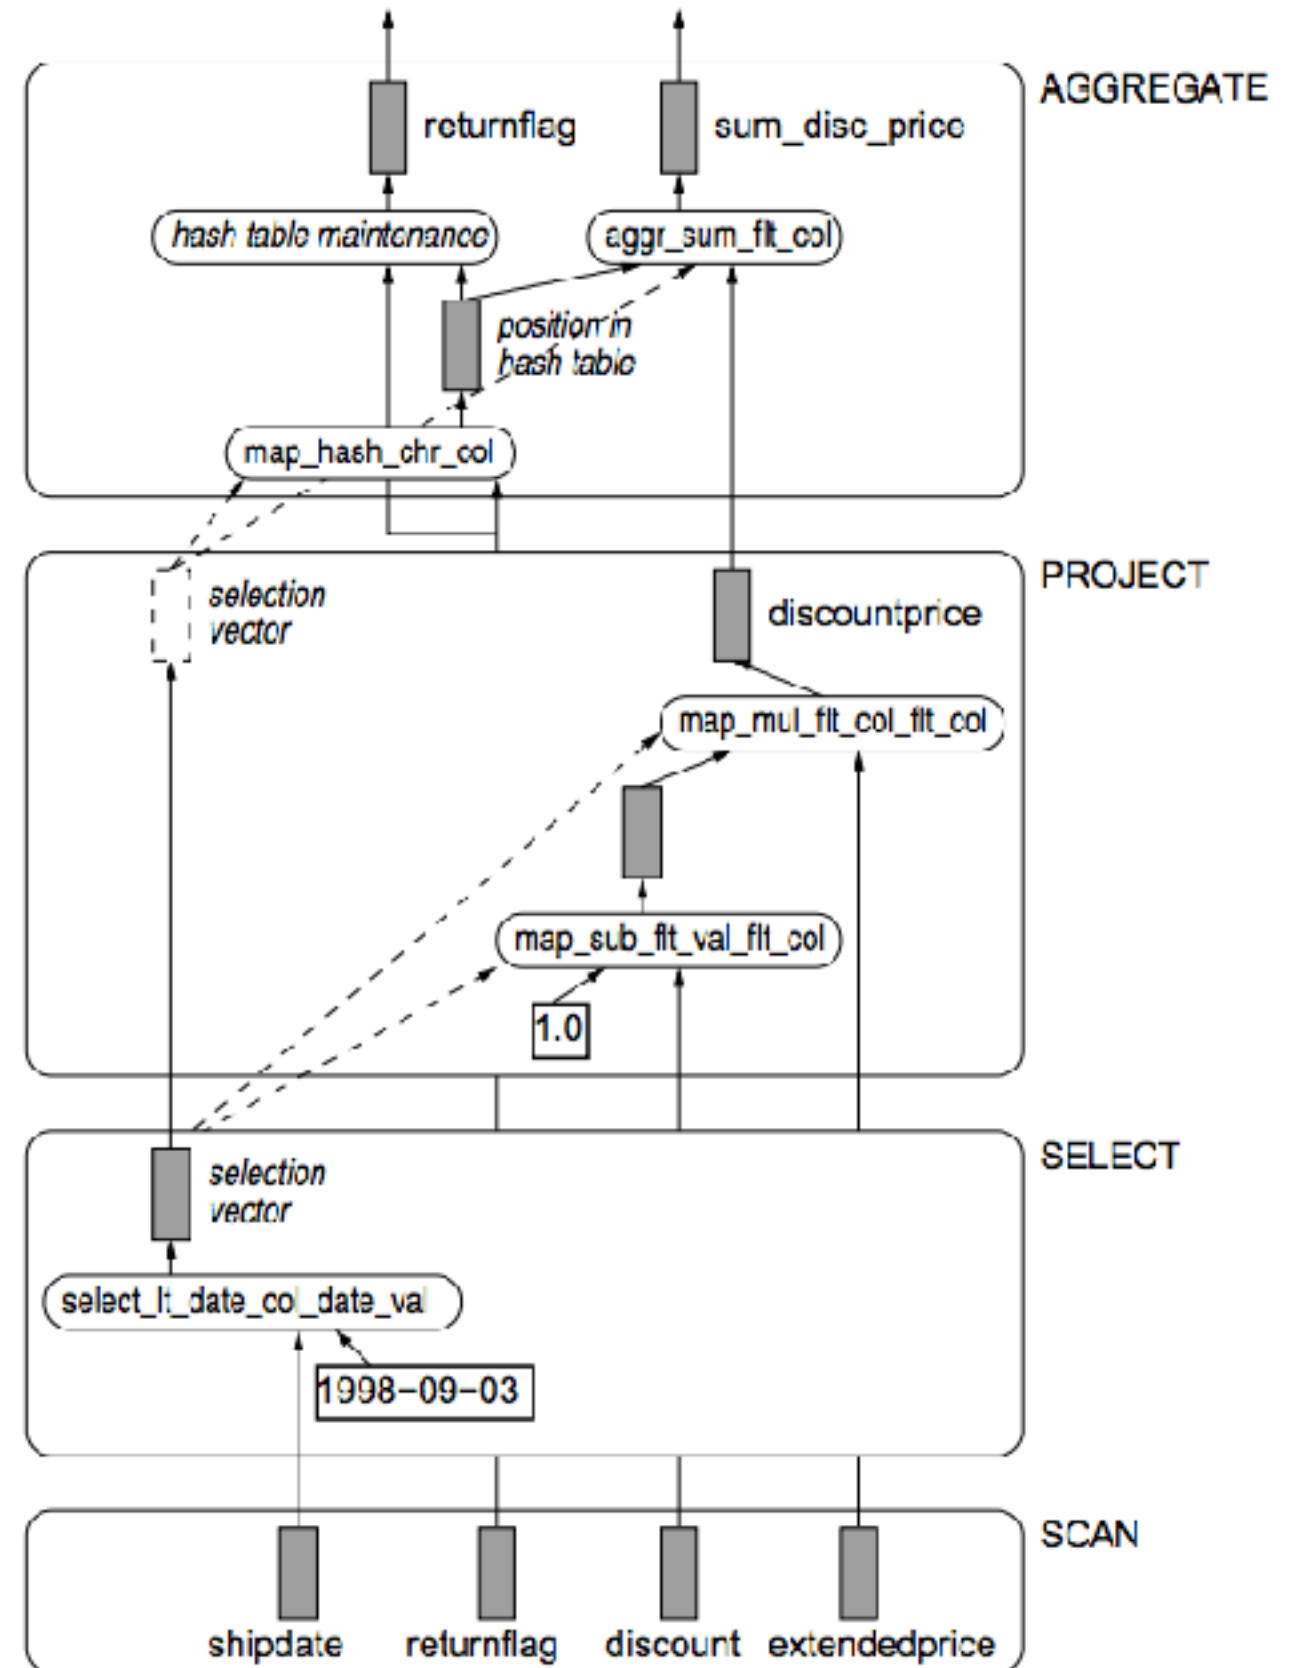 AGGREGATE
returnflag
sum_disc_price
hash table maintenance
aggr_sum_flt_col
position in
hash table
map_hash_chr_col
PROJECT
selection
vector
discountprice
map_mul_flt_col_flt_col
map_sub_flt_val_flt_col
1.0
SELECT
selection
vector
select_lt_date_col_date_val
1998-09-03
SCAN
shipdate
returnflag
discount
extendedprice